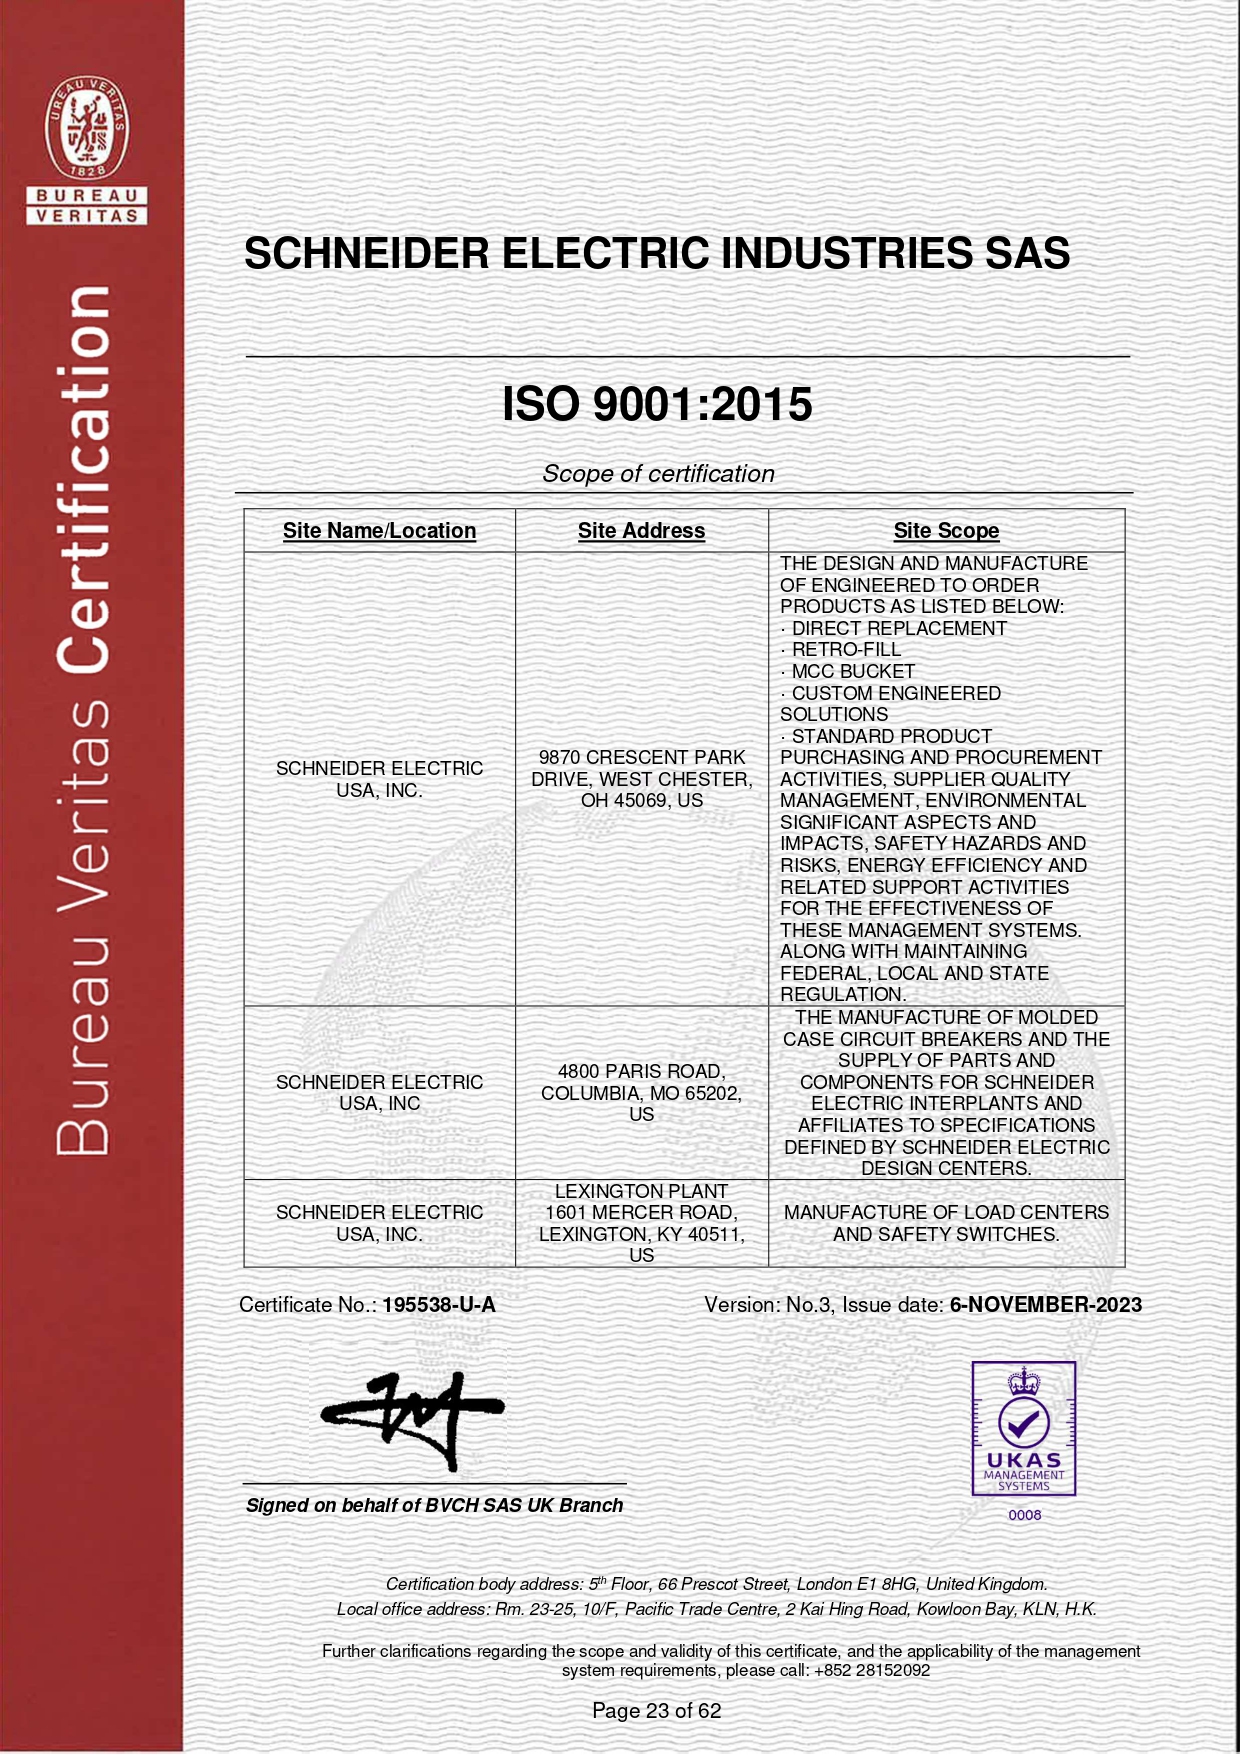 BUREAU VERITAS
1828
BUREAU
VERITAS
Bureau Veritas Certification
SCHNEIDER ELECTRIC INDUSTRIES SAS
ISO 9001:2015
Scope of certification
Site Name/Location
Site Address
Site Scope
SCHNEIDER ELECTRIC
USA, INC.
9870 CRESCENT PARK
DRIVE, WEST CHESTER,
OH 45069, US
THE DESIGN AND MANUFACTURE
OF ENGINEERED TO ORDER
PRODUCTS AS LISTED BELOW:
· DIRECT REPLACEMENT
· RETRO-FILL
· MCC BUCKET
· CUSTOM ENGINEERED
SOLUTIONS
· STANDARD PRODUCT
PURCHASING AND PROCUREMENT
ACTIVITIES, SUPPLIER QUALITY
MANAGEMENT, ENVIRONMENTAL
SIGNIFICANT ASPECTS AND
IMPACTS, SAFETY HAZARDS AND
RISKS, ENERGY EFFICIENCY AND
RELATED SUPPORT ACTIVITIES
FOR THE EFFECTIVENESS OF
THESE MANAGEMENT SYSTEMS.
ALONG WITH MAINTAINING
FEDERAL, LOCAL AND STATE
REGULATION.
SCHNEIDER ELECTRIC
USA, INC
4800 PARIS ROAD,
COLUMBIA, MO 65202,
US
THE MANUFACTURE OF MOLDED
CASE CIRCUIT BREAKERS AND THE
SUPPLY OF PARTS AND
COMPONENTS FOR SCHNEIDER
ELECTRIC INTERPLANTS AND
AFFILIATES TO SPECIFICATIONS
DEFINED BY SCHNEIDER ELECTRIC
DESIGN CENTERS.
SCHNEIDER ELECTRIC
USA, INC.
LEXINGTON PLANT
1601 MERCER ROAD,
LEXINGTON, KY 40511,
US
MANUFACTURE OF LOAD CENTERS
AND SAFETY SWITCHES.
Certificate No.: 195538-U-A
Version: No.3, Issue date: 6-NOVEMBER-2023
Signed on behalf of BVCH SAS UK Branch
UKAS
MANAGEMENT
SYSTEMS
0008
Certification body address: 5th Floor, 66 Prescot Street, London E1 8HG, United Kingdom.
Local office address: Rm. 23-25, 10/F, Pacific Trade Centre, 2 Kai Hing Road, Kowloon Bay, KLN, H.K.
Further clarifications regarding the scope and validity of this certificate, and the applicability of the management
system requirements, please call: +852 28152092
Page 23 of 62